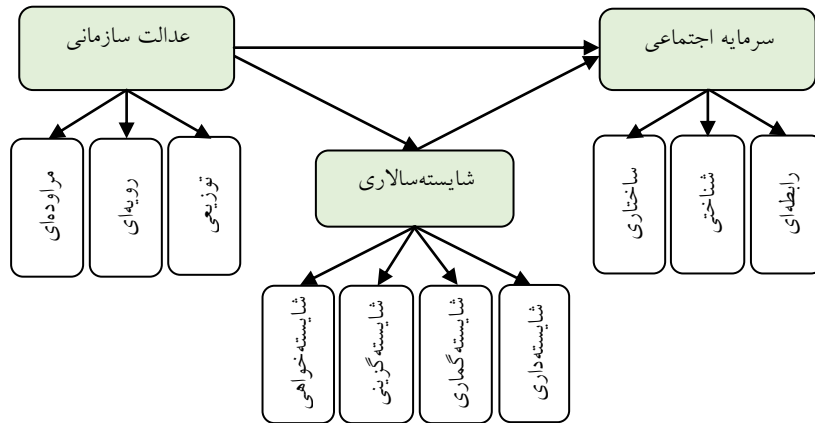 عدالت سازمانی
سرمایه اجتماعی
توزیعی
رویه‌ای
مراوده‌ای
رابطه‌ای
شناختی
ساختاری
شایسته‌سالاری
شایسته‌داری
شایسته‌گماری
شایسته‌گزینی
شایسته‌خواهی